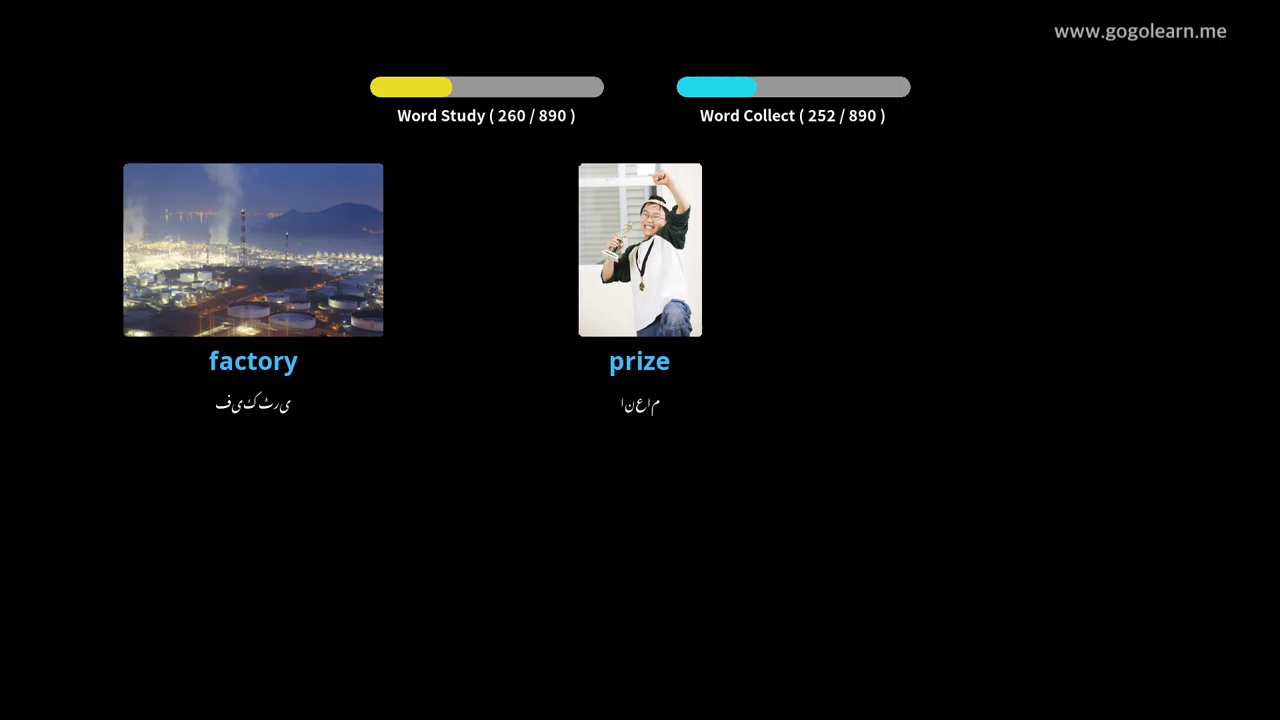 www.gogolearn.me
Word Study ( 260 / 890 )
Word Collect ( 252 / 890 )
factory
prize
فیکٹری
انعام